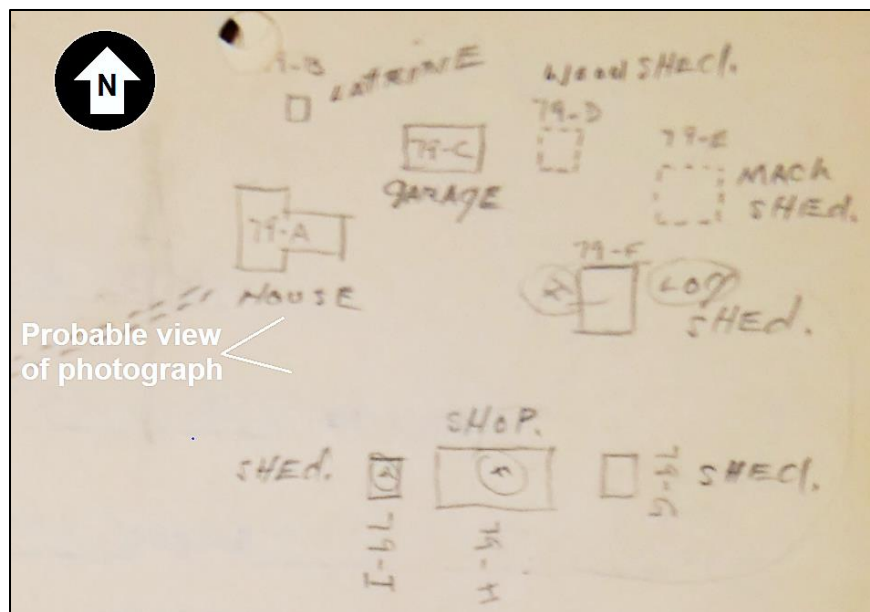 N
79-B
LATRINE
Wood SHEd.
79-D
79-C
GARAGE
79-E
MACh
SHEd.
79-A
HOUSE
79-F
LOG
SHEd.
Probable view
of photograph
SHOP.
SHEd.
79-G
SHEd.
79-I
79-H